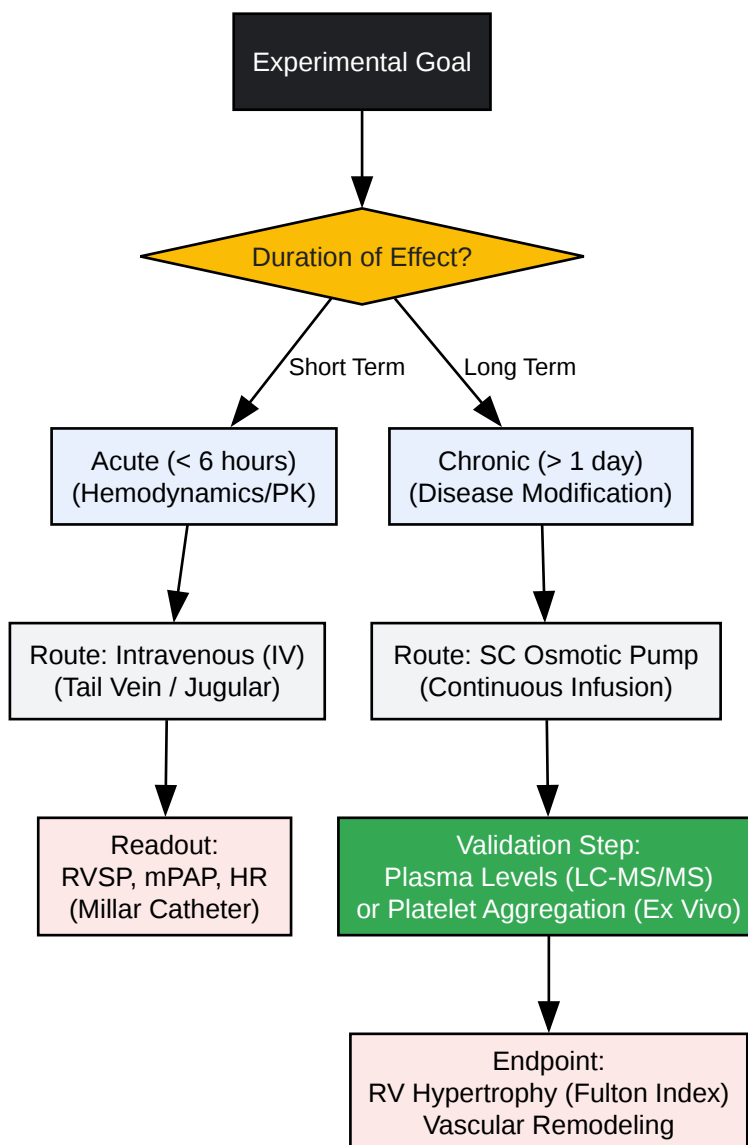 Experimental Goal
Duration of Effect?
Short Term
Long Term
Acute (< 6 hours)
(Hemodynamics/PK)
Chronic (> 1 day)
(Disease Modification)
Route: Intravenous (IV)
(Tail Vein / Jugular)
Route: SC Osmotic Pump
(Continuous Infusion)
Readout:
RVSP, mPAP, HR
(Millar Catheter)
Validation Step:
Plasma Levels (LC-MS/MS)
or Platelet Aggregation (Ex Vivo)
Endpoint:
RV Hypertrophy (Fulton Index)
Vascular Remodeling